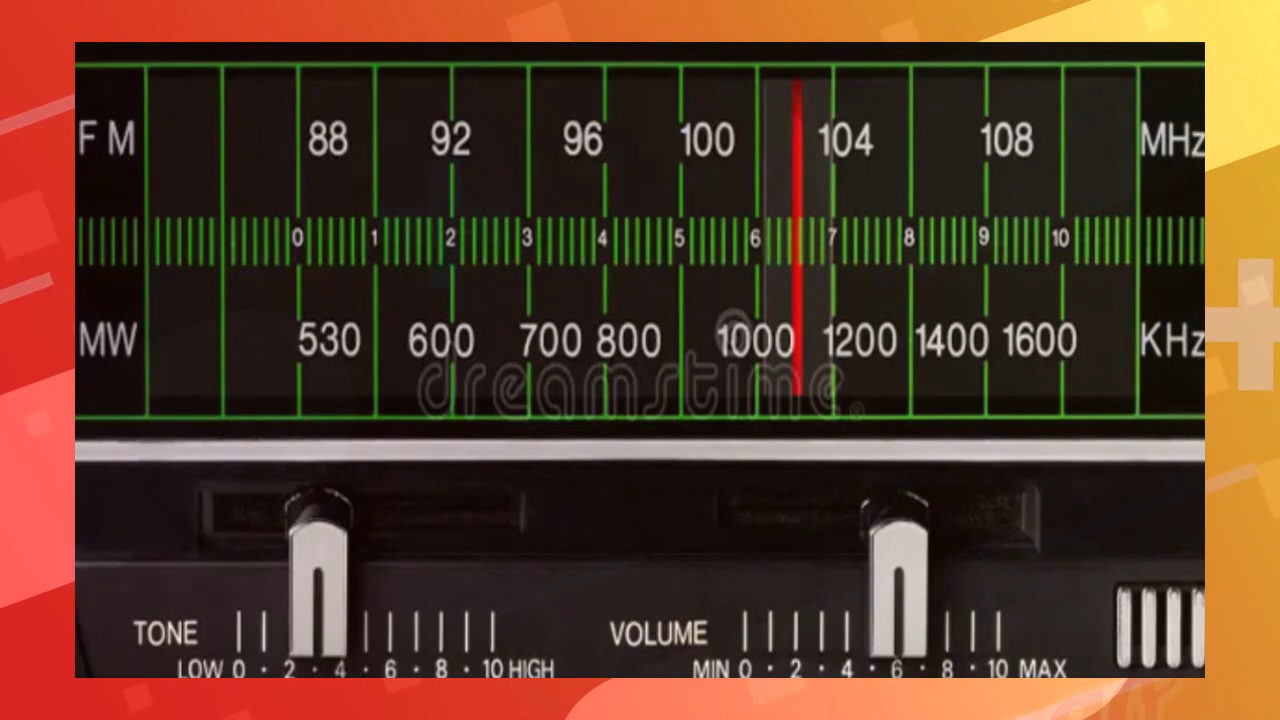 FM 88 92 96 100 104 108 MHz
0 1 2 3 4 5 6 7 8 9 10
MW 530 600 700 800 1000 1200 1400 1600 KHz
dreamstime
TONE VOLUME
LOW 0 · 2 · 4 · 6 · 8 · 10 HIGH MIN 0 · 2 · 4 · 6 · 8 · 10 MAX